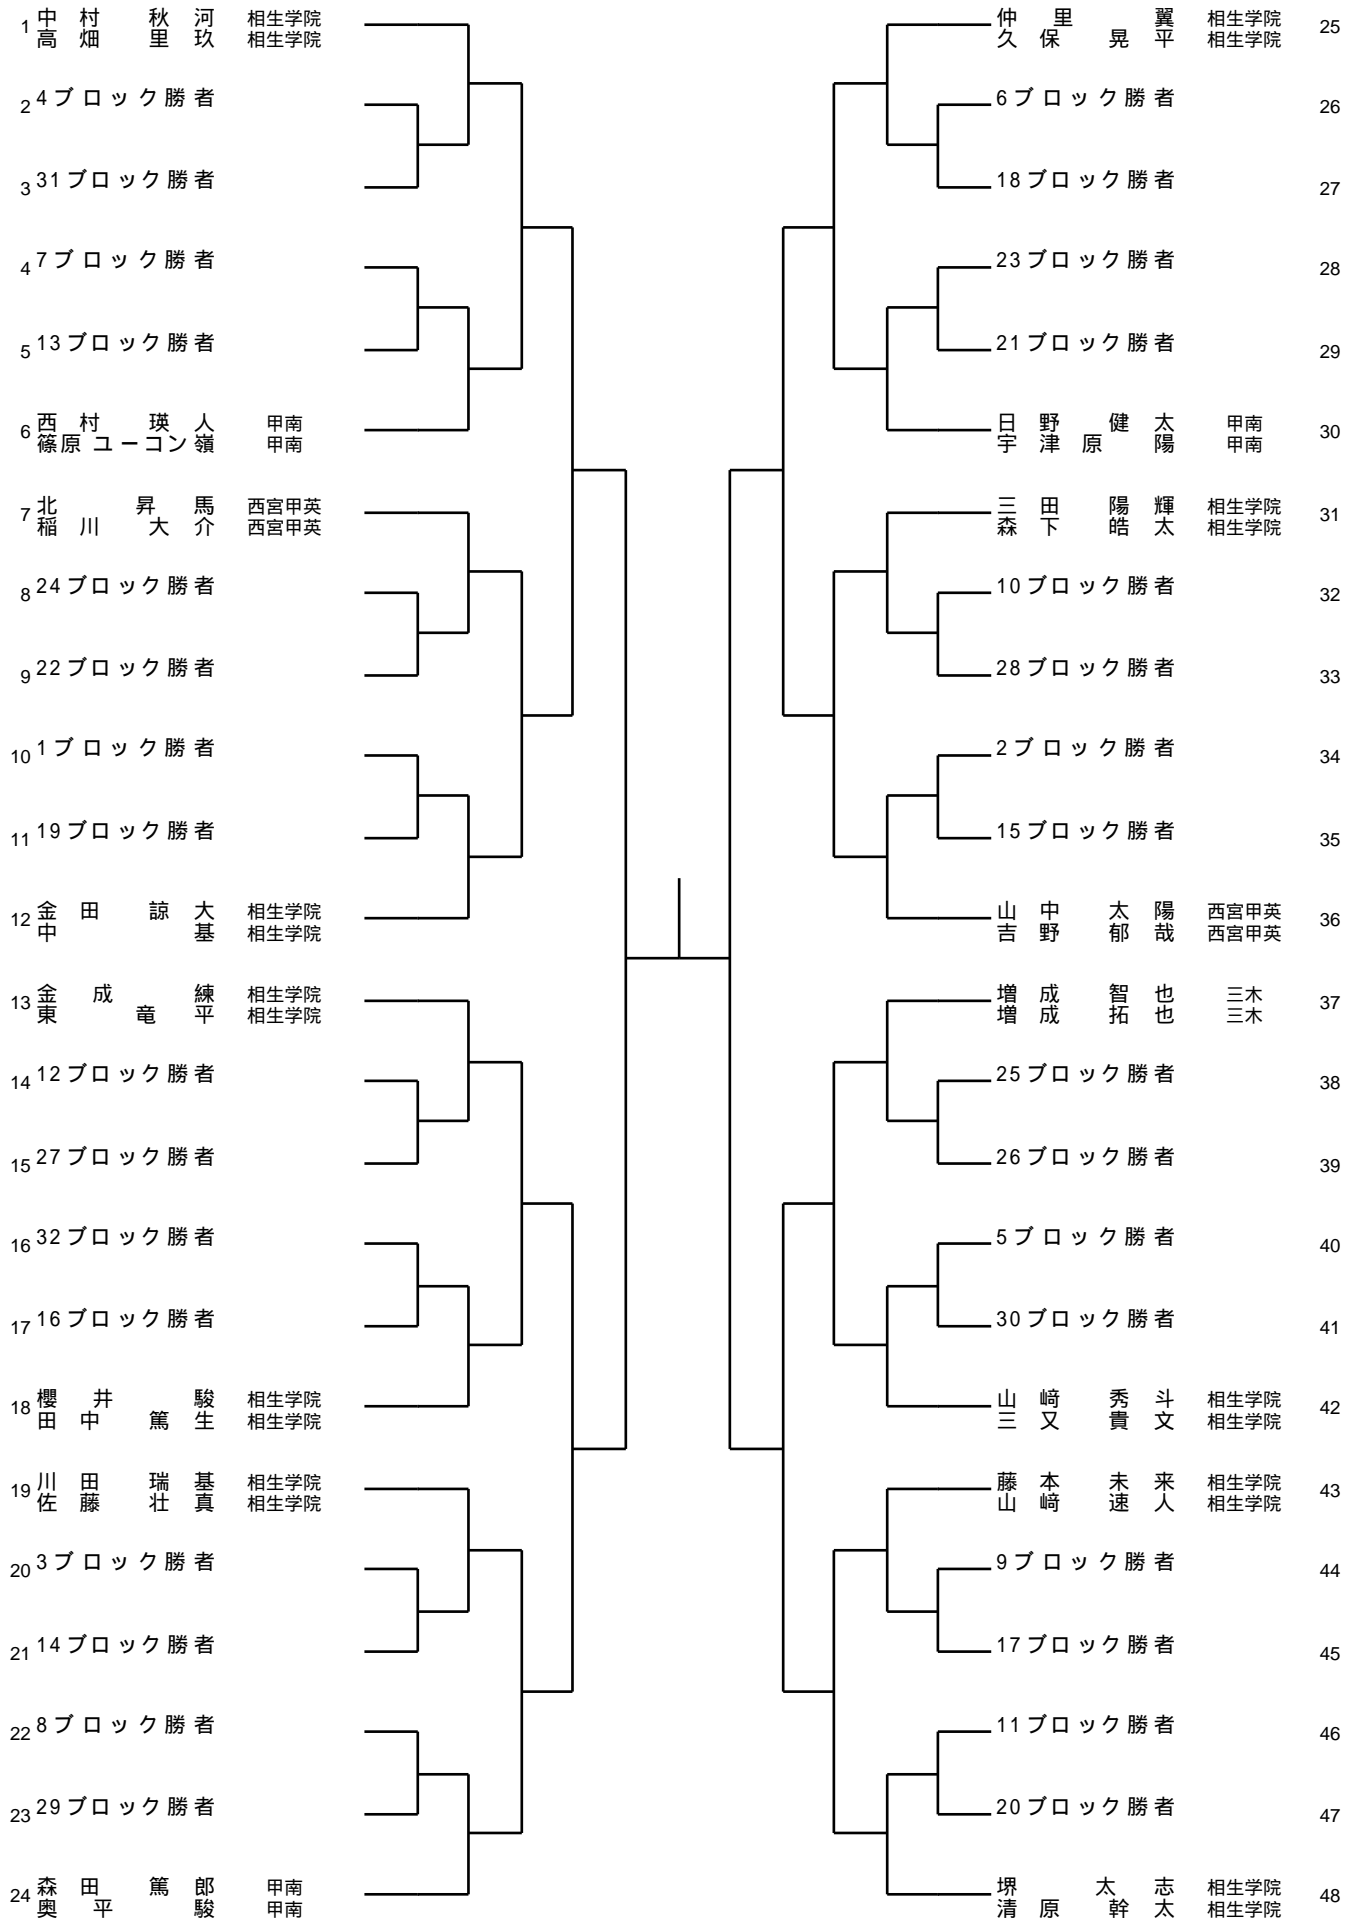 1 中村 秋河 相生学院
高畑 里玖 相生学院
2 4ブロック勝者
3 31ブロック勝者
4 7ブロック勝者
5 13ブロック勝者
6 西村 瑛人 甲南
篠原 ユーコン嶺 甲南
7 北 昇馬 西宮甲英
稲川 大介 西宮甲英
8 24ブロック勝者
9 22ブロック勝者
10 1ブロック勝者
11 19ブロック勝者
12 金田 諒大 相生学院
中 基 相生学院
13 金成 練 相生学院
東 竜平 相生学院
14 12ブロック勝者
15 27ブロック勝者
16 32ブロック勝者
17 16ブロック勝者
18 櫻井 駿 相生学院
田中 篤生 相生学院
19 川田 瑞基 相生学院
佐藤 壮真 相生学院
20 3ブロック勝者
21 14ブロック勝者
22 8ブロック勝者
23 29ブロック勝者
24 森田 篤郎 甲南
奥平 駿 甲南
仲里 翼 相生学院 25
久保 晃平 相生学院
6ブロック勝者 26
18ブロック勝者 27
23ブロック勝者 28
21ブロック勝者 29
日野 健太 甲南 30
宇津原 陽 甲南
三田 陽輝 相生学院 31
森下 皓太 相生学院
10ブロック勝者 32
28ブロック勝者 33
2ブロック勝者 34
15ブロック勝者 35
山中 太陽 西宮甲英 36
吉野 郁哉 西宮甲英
増成 智也 三木 37
増成 拓也 三木
25ブロック勝者 38
26ブロック勝者 39
5ブロック勝者 40
30ブロック勝者 41
山﨑 秀斗 相生学院 42
三又 貴文 相生学院
藤本 未来 相生学院 43
山﨑 速人 相生学院
9ブロック勝者 44
17ブロック勝者 45
11ブロック勝者 46
20ブロック勝者 47
堺 太志 相生学院 48
清原 幹太 相生学院